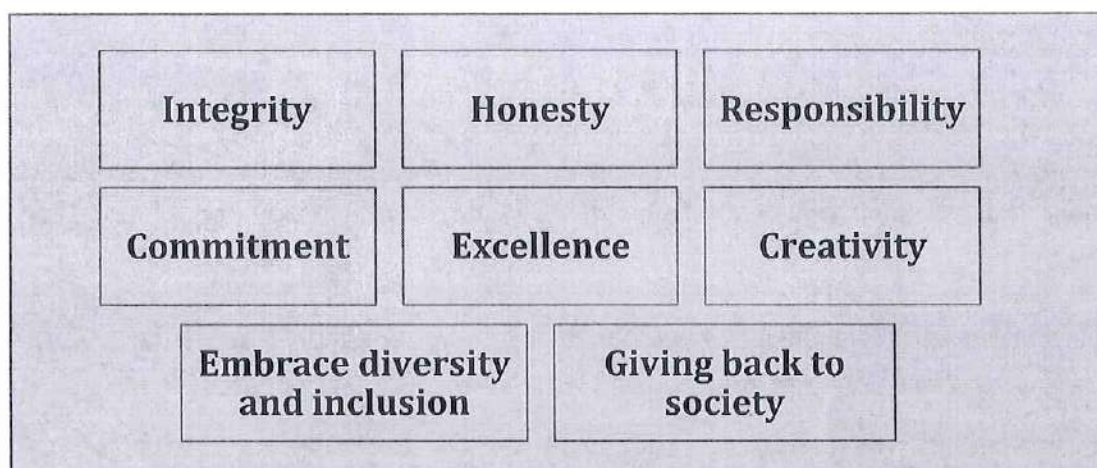 Integrity
Honesty
Responsibility
Commitment
Excellence
Creativity
Embrace diversity
and inclusion
Giving back to
society